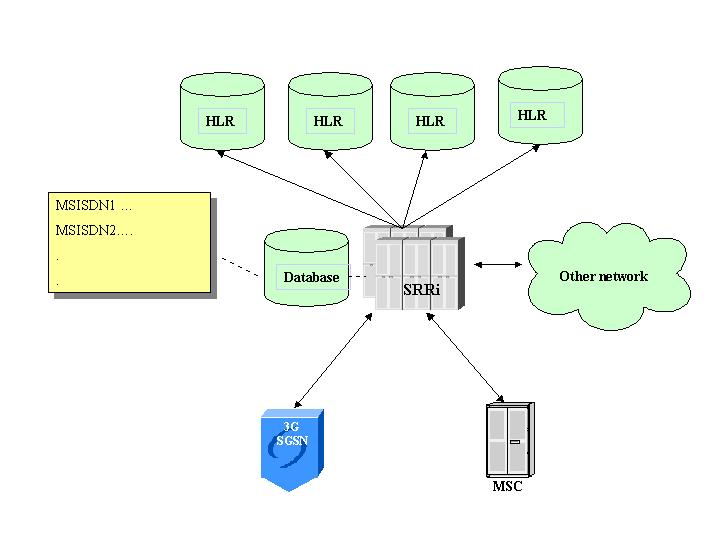 HLR
HLR
HLR
HLR
MSISDN1 ...
MSISDN2....
.
.
Database
SRRi
Other network
3G
SGSN
MSC